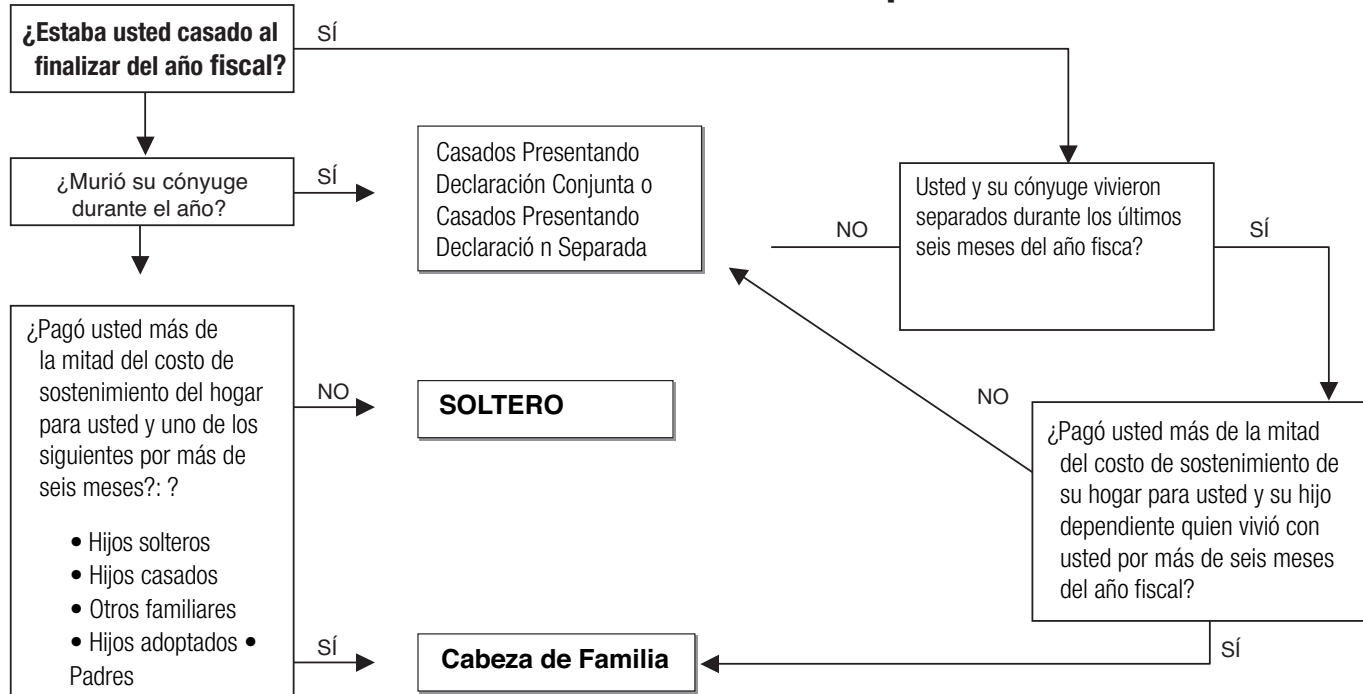 ¿Estaba usted casado al
finalizar del año fiscal?
SÍ
¿Murió su cónyuge
durante el año?
SÍ
Casados Presentando
Declaración Conjunta o
Casados Presentando
Declaració n Separada
NO
Usted y su cónyuge vivieron
separados durante los últimos
seis meses del año fisca?
SÍ
¿Pagó usted más de
la mitad del costo de
sostenimiento del hogar
para usted y uno de los
siguientes por más de
seis meses?: ?
• Hijos solteros
• Hijos casados
• Otros familiares
• Hijos adoptados •
Padres
NO
SOLTERO
NO
¿Pagó usted más de la mitad
del costo de sostenimiento de
su hogar para usted y su hijo
dependiente quien vivió con
usted por más de seis meses
del año fiscal?
SÍ
Cabeza de Familia
SÍ